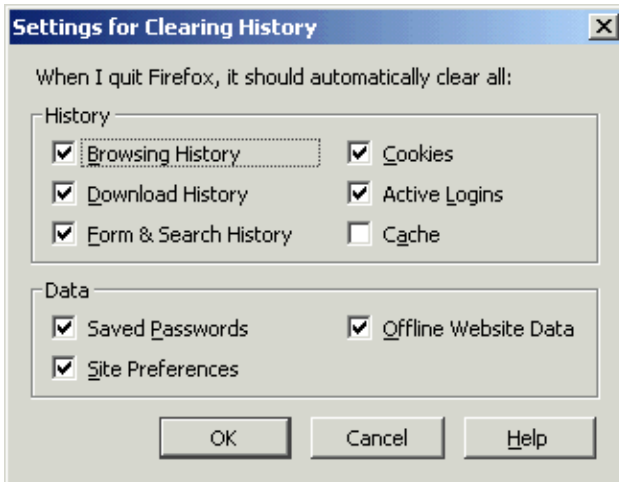 Settings for Clearing History
When I quit Firefox, it should automatically clear all:
History
Browsing History
Cookies
Download History
Active Logins
Form & Search History
Cache
Data
Saved Passwords
Offline Website Data
Site Preferences
OK
Cancel
Help